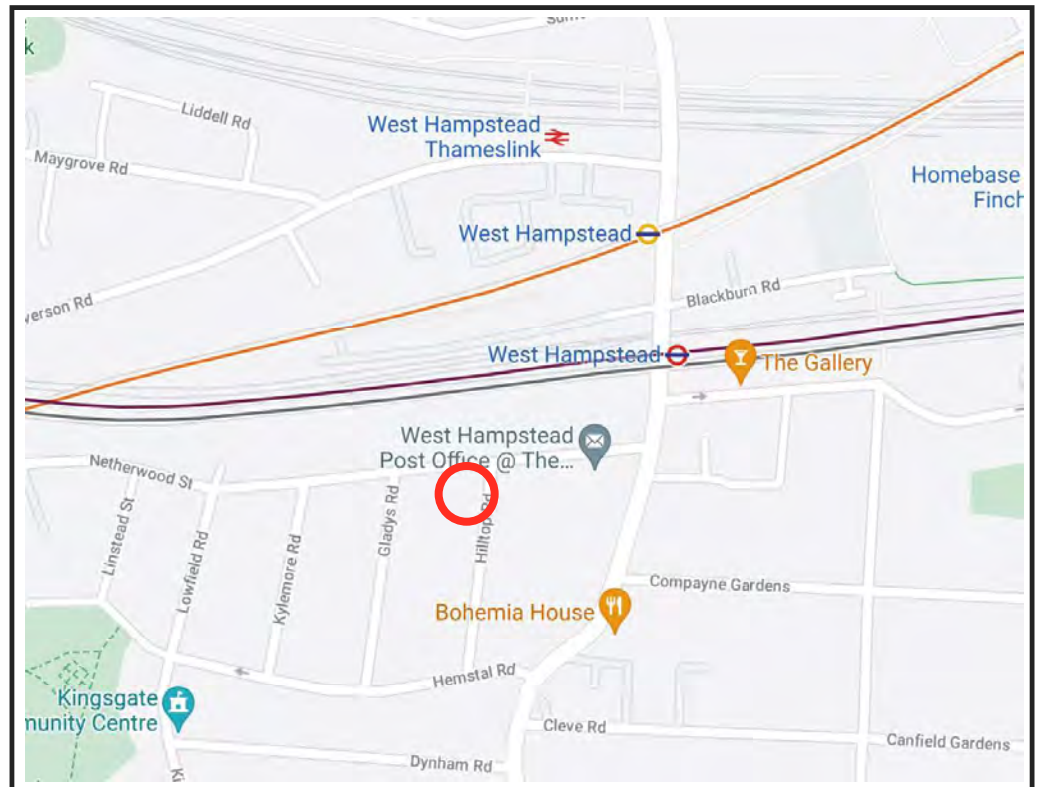 k
Liddell Rd
West Hampstead
Thameslink
Maygrove Rd
Homebase
Finch
West Hampstead
Blackburn Rd
verson Rd
West Hampstead
The Gallery
West Hampstead
Post Office @ The...
Netherwood St
Linstead St
Lowfield Rd
Kylemore Rd
Gladys Rd
Hilltop Rd
Compayne Gardens
Bohemia House
Hemstal Rd
Kingsgate
munity Centre
Cleve Rd
Canfield Gardens
Dynham Rd
Ki